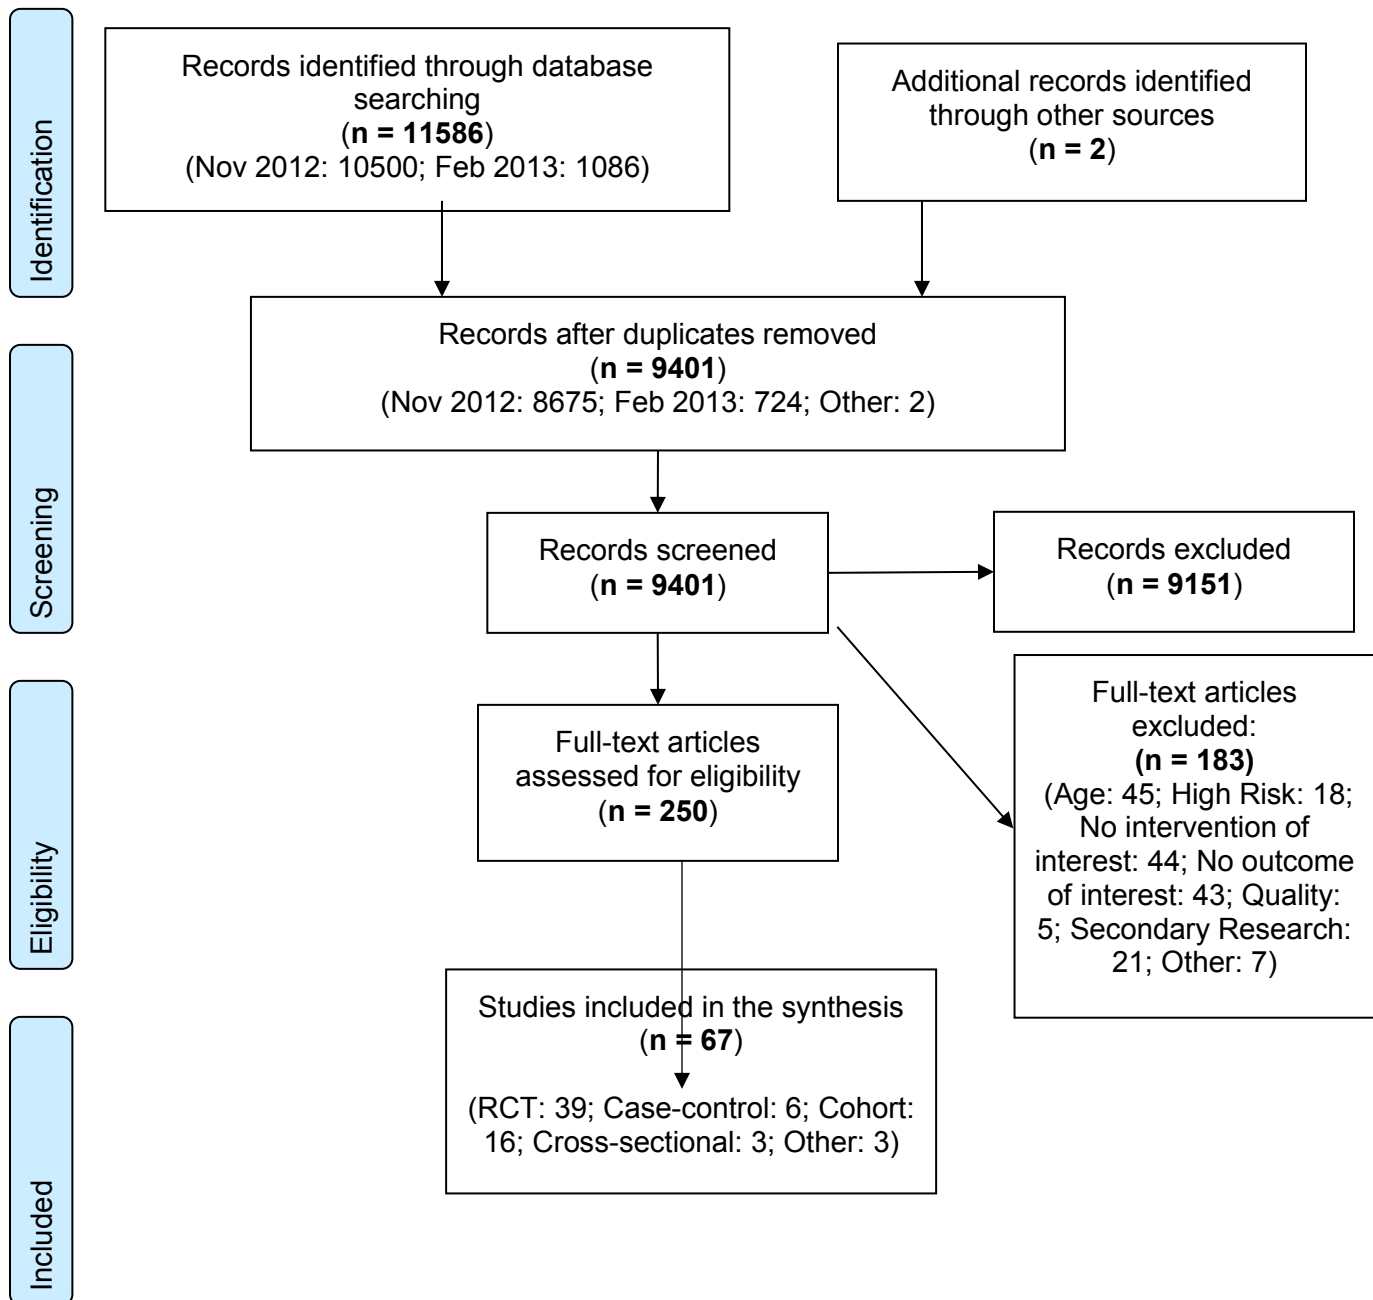 Identification
Records identified through database
searching
(n = 11586)
(Nov 2012: 10500; Feb 2013: 1086)
Additional records identified
through other sources
(n = 2)
Records after duplicates removed
(n = 9401)
(Nov 2012: 8675; Feb 2013: 724; Other: 2)
Screening
Records screened
(n = 9401)
Records excluded
(n = 9151)
Eligibility
Full-text articles
assessed for eligibility
(n = 250)
Full-text articles
excluded:
(n = 183)
(Age: 45; High Risk: 18;
No intervention of
interest: 44; No outcome
of interest: 43; Quality:
5; Secondary Research:
21; Other: 7)
Included
Studies included in the synthesis
(n = 67)
(RCT: 39; Case-control: 6; Cohort:
16; Cross-sectional: 3; Other: 3)